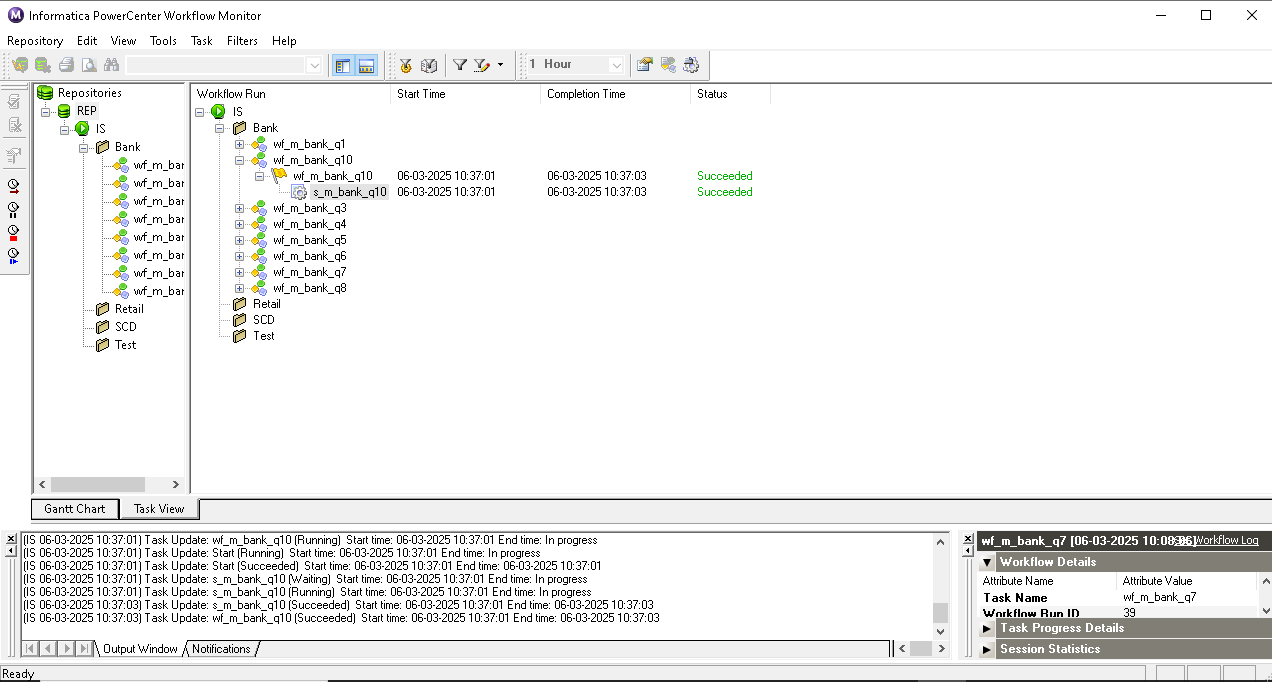 Informatica PowerCenter Workflow Monitor
Repository Edit View Tools Task Filters Help
1 Hour
Repositories
REP
IS
Bank
wf_m_bar
wf_m_bar
wf_m_bar
wf_m_bar
wf_m_bar
wf_m_bar
wf_m_bar
wf_m_bar
Retail
SCD
Test
Workflow Run Start Time Completion Time Status
IS
Bank
wf_m_bank_q1
wf_m_bank_q10
wf_m_bank_q10 06-03-2025 10:37:01 06-03-2025 10:37:03 Succeeded
s_m_bank_q10 06-03-2025 10:37:01 06-03-2025 10:37:03 Succeeded
wf_m_bank_q3
wf_m_bank_q4
wf_m_bank_q5
wf_m_bank_q6
wf_m_bank_q7
wf_m_bank_q8
Retail
SCD
Test
Gantt Chart Task View
(IS 06-03-2025 10:37:01) Task Update: wf_m_bank_q10 (Running) Start time: 06-03-2025 10:37:01 End time: In progress
(IS 06-03-2025 10:37:01) Task Update: Start (Running) Start time: 06-03-2025 10:37:01 End time: In progress
(IS 06-03-2025 10:37:01) Task Update: Start (Succeeded) Start time: 06-03-2025 10:37:01 End time: 06-03-2025 10:37:01
(IS 06-03-2025 10:37:01) Task Update: s_m_bank_q10 (Waiting) Start time: 06-03-2025 10:37:01 End time: In progress
(IS 06-03-2025 10:37:01) Task Update: s_m_bank_q10 (Running) Start time: 06-03-2025 10:37:01 End time: In progress
(IS 06-03-2025 10:37:03) Task Update: s_m_bank_q10 (Succeeded) Start time: 06-03-2025 10:37:01 End time: 06-03-2025 10:37:03
(IS 06-03-2025 10:37:03) Task Update: wf_m_bank_q10 (Succeeded) Start time: 06-03-2025 10:37:01 End time: 06-03-2025 10:37:03
Output Window Notifications
wf_m_bank_q7 [06-03-2025 10:08:06] Workflow Log
Workflow Details
Attribute Name Attribute Value
Task Name wf_m_bank_q7
Workflow Run ID 39
Task Progress Details
Session Statistics
Ready